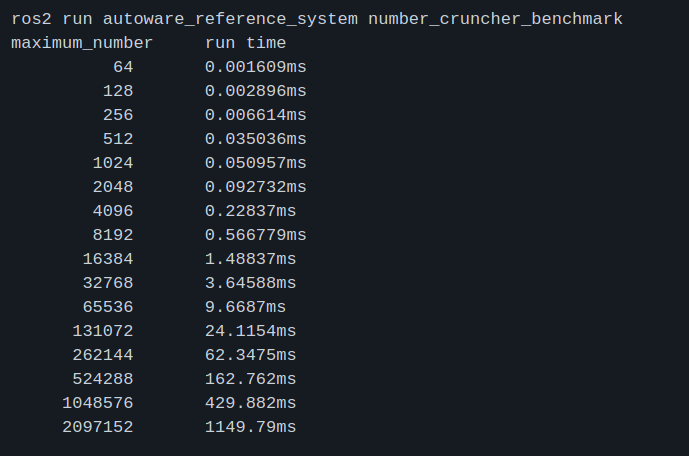 ros2 run autoware_reference_system number_cruncher_benchmark
maximum_number     run time
          64       0.001609ms
         128       0.002896ms
         256       0.006614ms
         512       0.035036ms
        1024       0.050957ms
        2048       0.092732ms
        4096       0.22837ms
        8192       0.566779ms
       16384       1.48837ms
       32768       3.64588ms
       65536       9.6687ms
      131072       24.1154ms
      262144       62.3475ms
      524288       162.762ms
     1048576       429.882ms
     2097152       1149.79ms